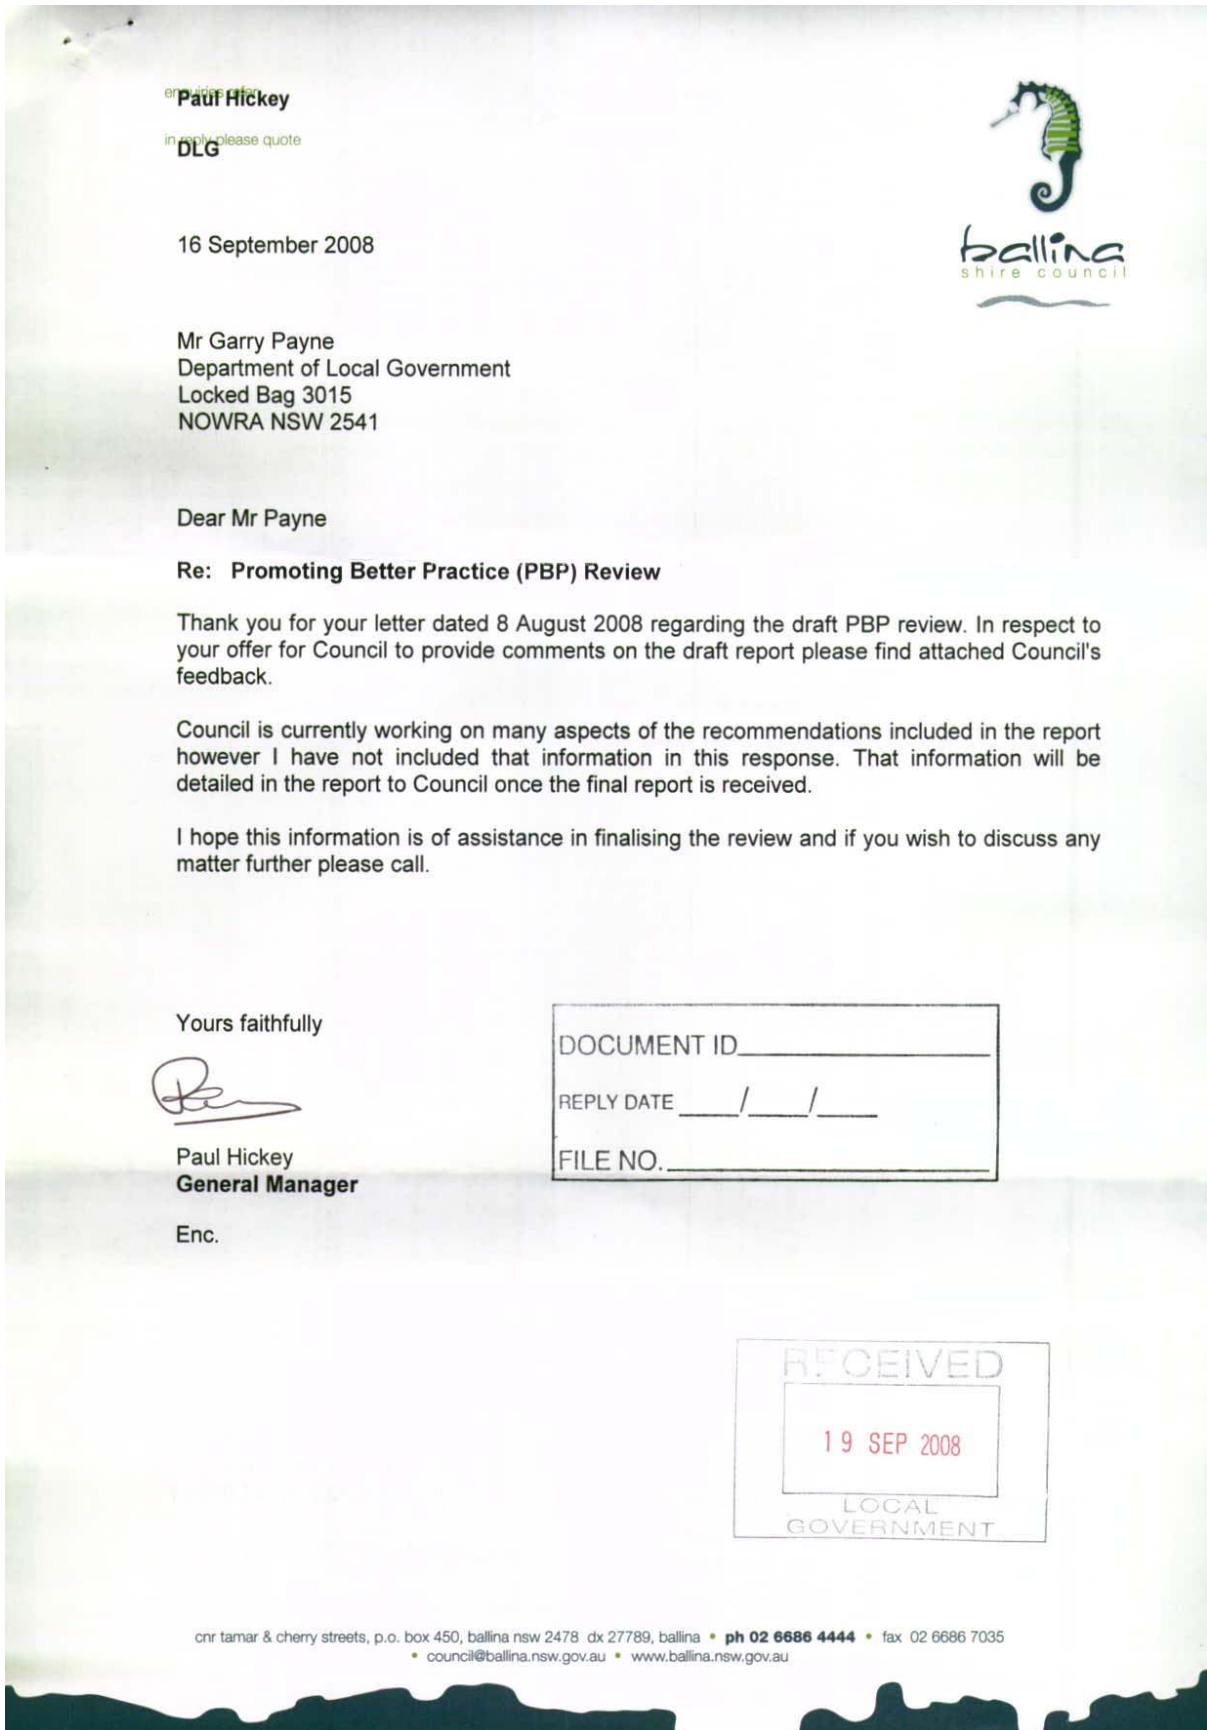 enquiries refer
Paul Hickey
in reply please quote
DLG
16 September 2008
ballina
shire council
Mr Garry Payne
Department of Local Government
Locked Bag 3015
NOWRA NSW 2541
Dear Mr Payne
Re: Promoting Better Practice (PBP) Review
Thank you for your letter dated 8 August 2008 regarding the draft PBP review. In respect to
your offer for Council to provide comments on the draft report please find attached Council's
feedback.
Council is currently working on many aspects of the recommendations included in the report
however I have not included that information in this response. That information will be
detailed in the report to Council once the final report is received.
I hope this information is of assistance in finalising the review and if you wish to discuss any
matter further please call.
Yours faithfully
Paul Hickey
General Manager
Enc.
DOCUMENT ID
REPLY DATE ____/____/____
FILE NO.
RECEIVED
19 SEP 2008
LOCAL
GOVERNMENT
cnr tamar & cherry streets, p.o. box 450, ballina nsw 2478 dx 27789, ballina • ph 02 6686 4444 • fax 02 6686 7035
• council@ballina.nsw.gov.au • www.ballina.nsw.gov.au